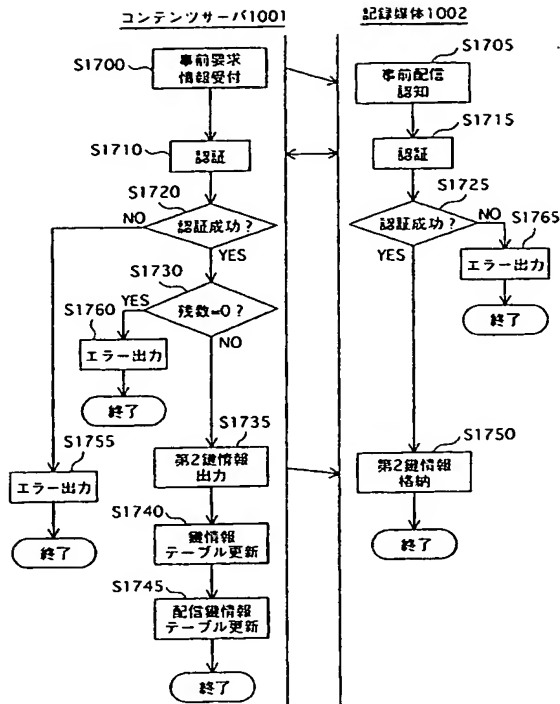 コンテンツサーバ1001
記録媒体1002
S1700
事前要求
情報受付
S1705
事前配信
認知
S1710
認証
S1715
認証
S1720
認証成功?
NO
YES
S1725
認証成功?
NO
YES
S1765
エラー出力
終了
S1730
残数=0?
YES
NO
S1760
エラー出力
終了
S1755
エラー出力
終了
S1735
第2鍵情報
出力
S1750
第2鍵情報
格納
終了
S1740
鍵情報
テーブル更新
S1745
配信鍵情報
テーブル更新
終了